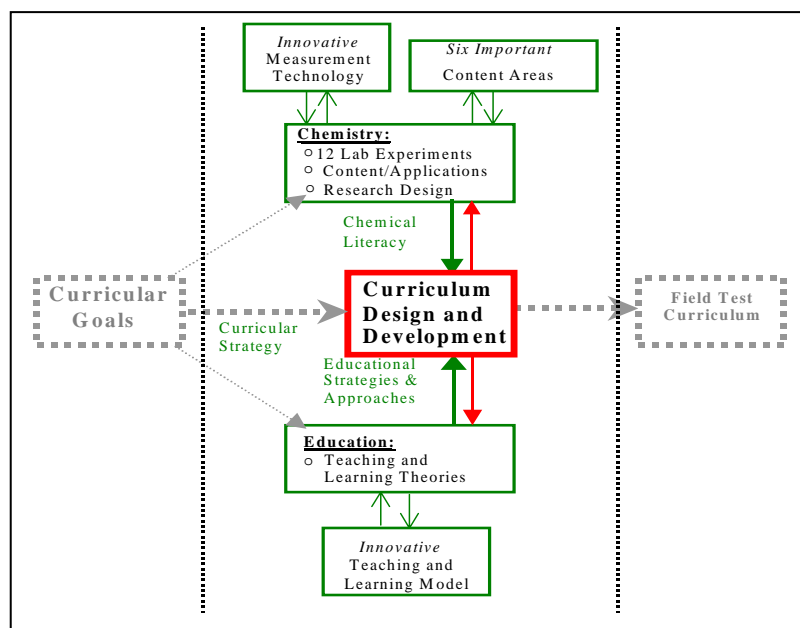 Innovative
Measurement
Technology
Six Important
Content Areas
Chemistry:
12 Lab Experiments
Content/Applications
Research Design
Chemical
Literacy
Curricular
Goals
Curriculum
Design and
Development
Field Test
Curriculum
Curricular
Strategy
Educational
Strategies &
Approaches
Education:
Teaching and
Learning Theories
Innovative
Teaching and
Learning Model